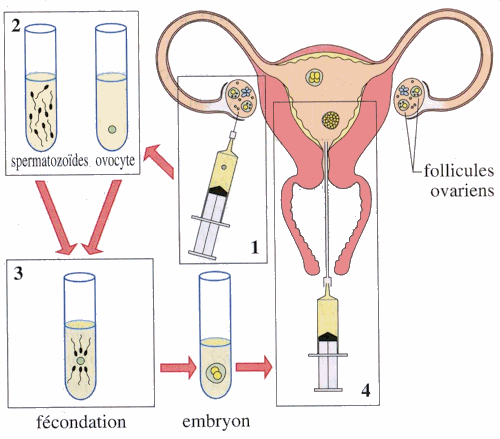 2
spermatozoïdes ovocyte
1
follicules
ovariens
3
4
fécondation
embryon